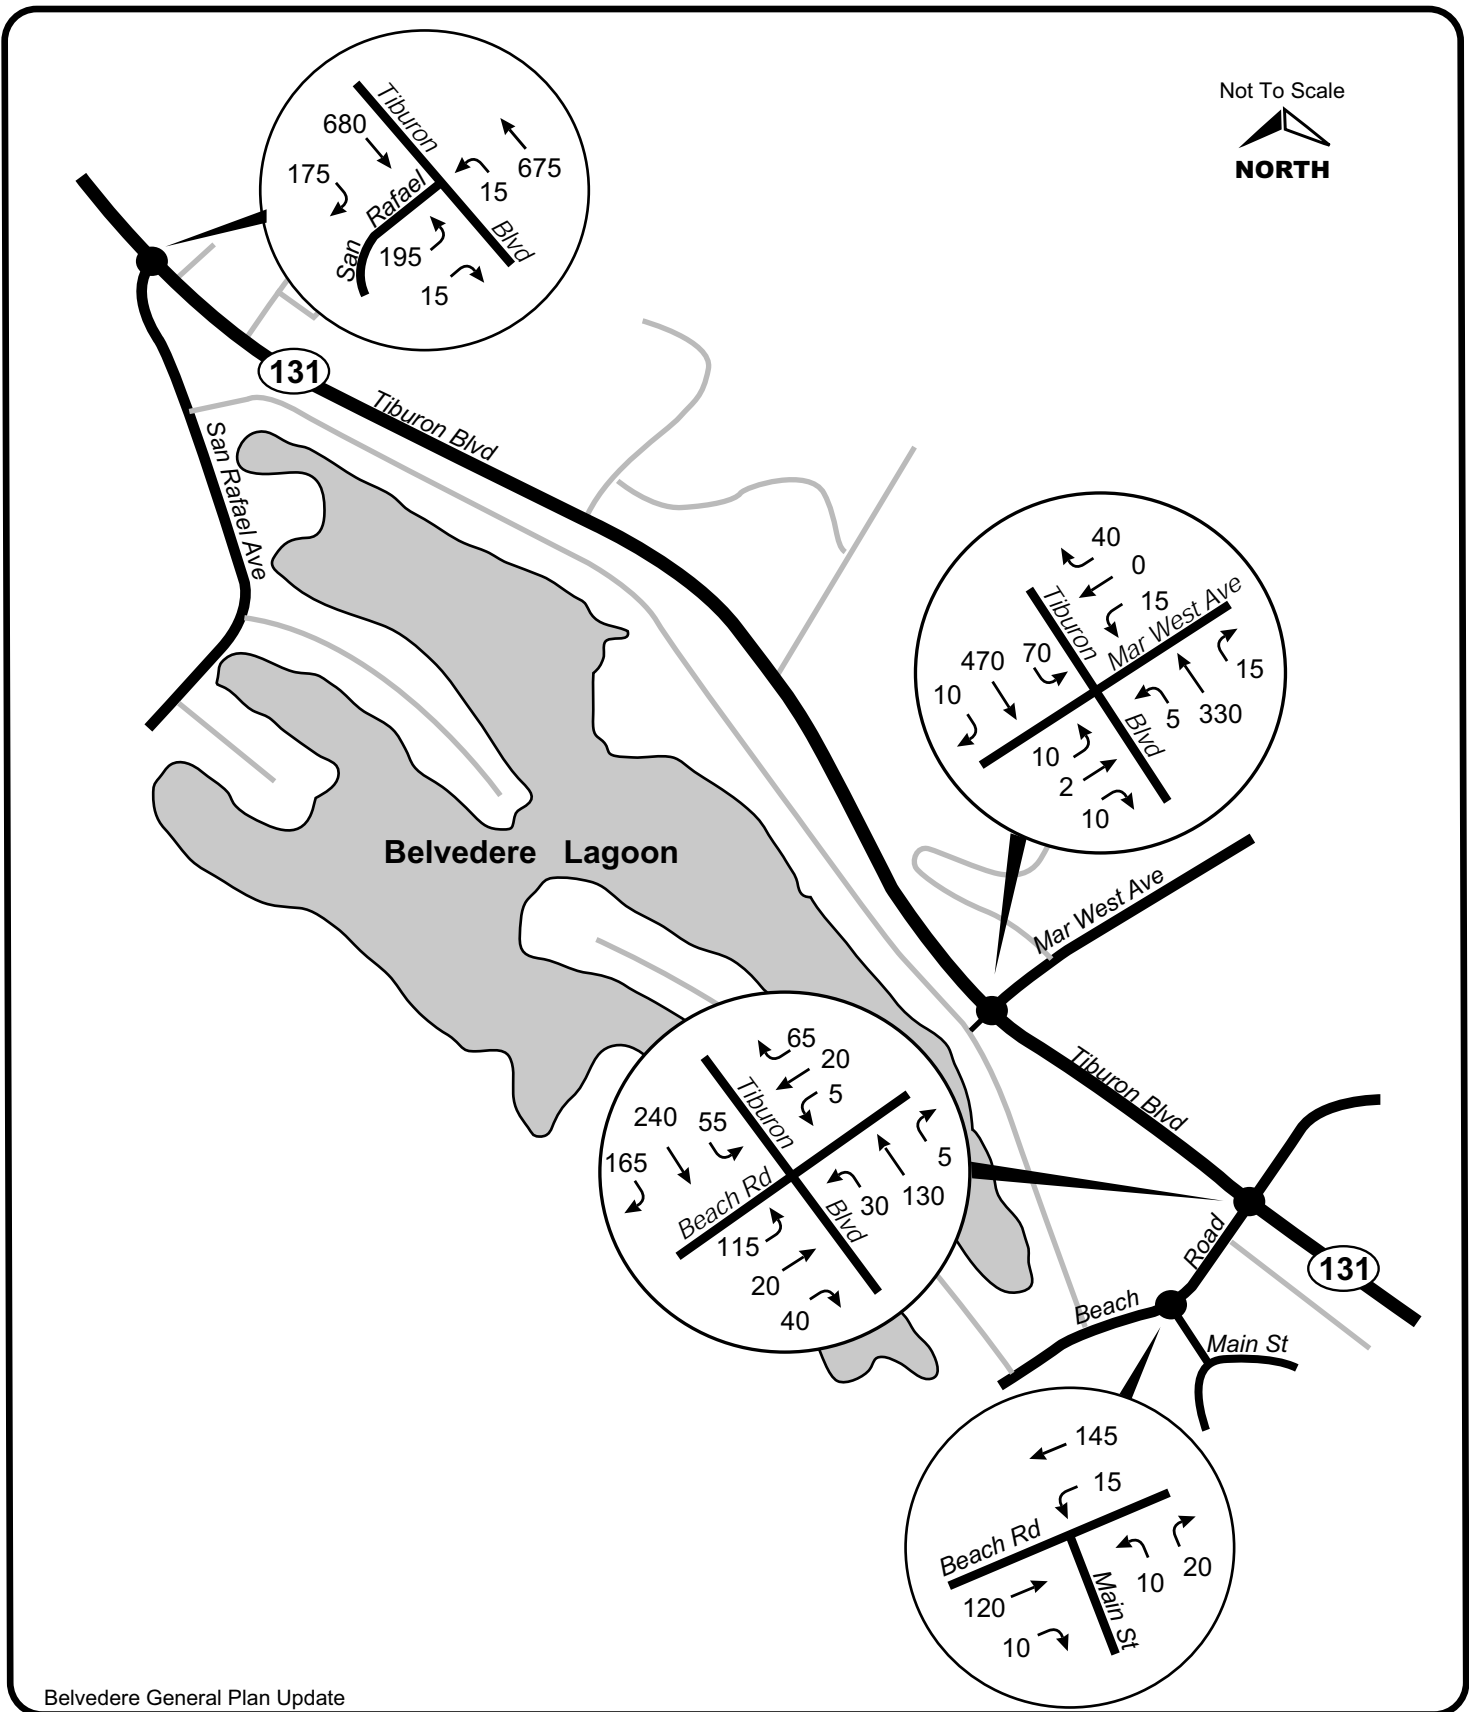 Not To Scale
NORTH
Tiburon
Blvd
San Rafael
680
175
675
15
195
15
131
Tiburon Blvd
San Rafael Ave
40
0
15
Tiburon
Mar West Ave
470
70
10
15
5
330
Blvd
10
2
10
Belvedere Lagoon
Mar West Ave
65
20
5
Tiburon
240
55
165
5
Beach Rd
30
130
Blvd
115
20
40
Tiburon Blvd
Beach Road
131
Main St
145
15
Beach Rd
20
10
120
Main St
10
Belvedere General Plan Update